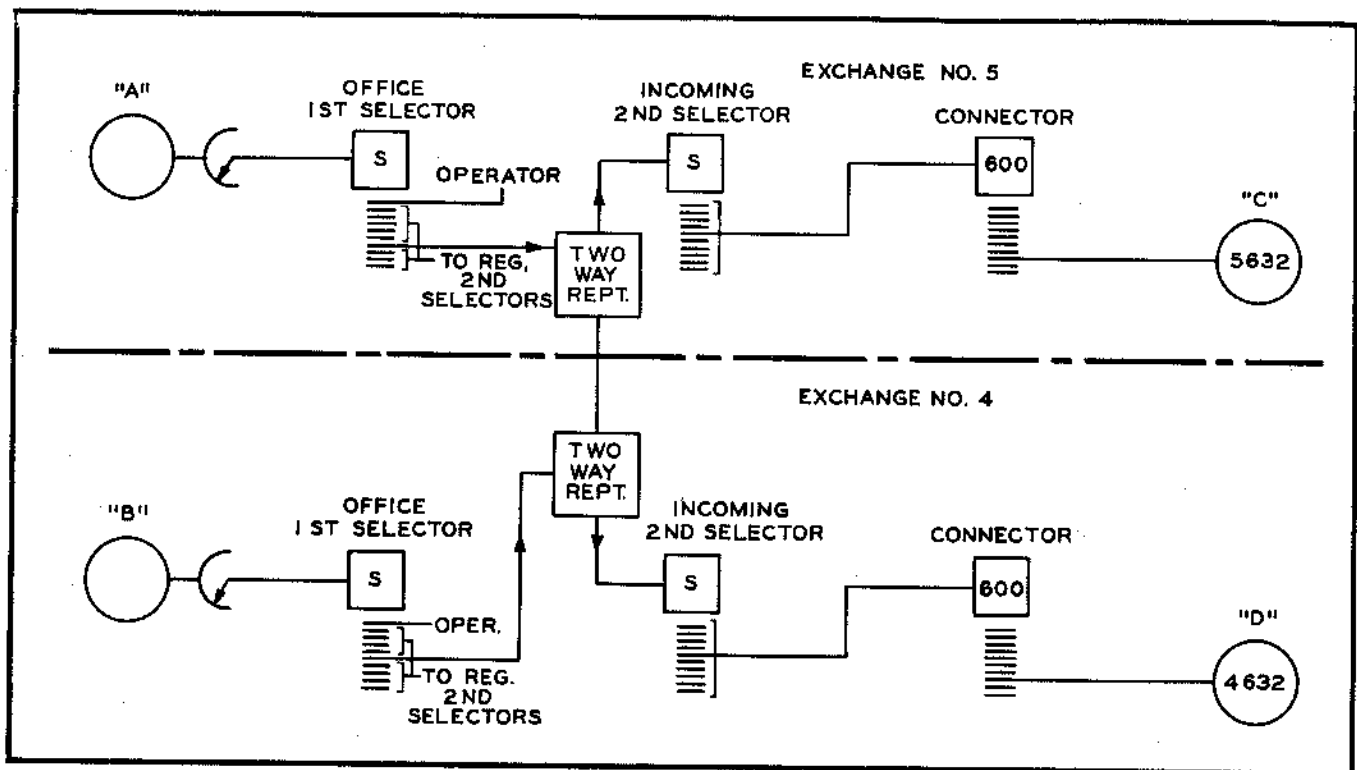 EXCHANGE NO. 5
"A"
OFFICE
1ST SELECTOR
S
OPERATOR
TO REG,
2ND
SELECTORS
TWO
WAY
REPT.
INCOMING
2ND SELECTOR
S
CONNECTOR
600
"C"
5632
EXCHANGE NO. 4
"B"
OFFICE
1ST SELECTOR
S
OPER.
TO REG.
2ND
SELECTORS
TWO
WAY
REPT.
INCOMING
2ND SELECTOR
S
CONNECTOR
600
"D"
4632